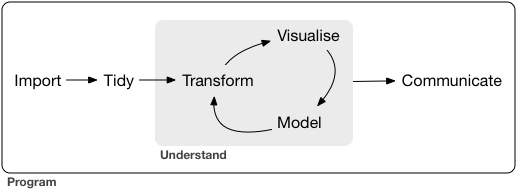 Visualise
Import
Tidy
Transform
Communicate
Model
Understand
Program